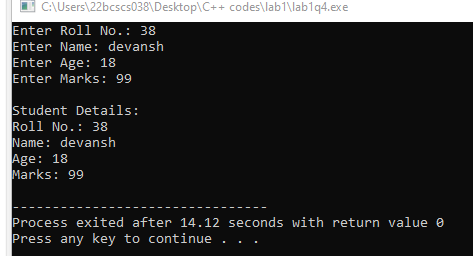 C:\Users\22bcscs038\Desktop\C++ codes\lab1\lab1q4.exe
Enter Roll No.: 38
Enter Name: devansh
Enter Age: 18
Enter Marks: 99
Student Details:
Roll No.: 38
Name: devansh
Age: 18
Marks: 99
--------------------------------
Process exited after 14.12 seconds with return value 0
Press any key to continue . . .